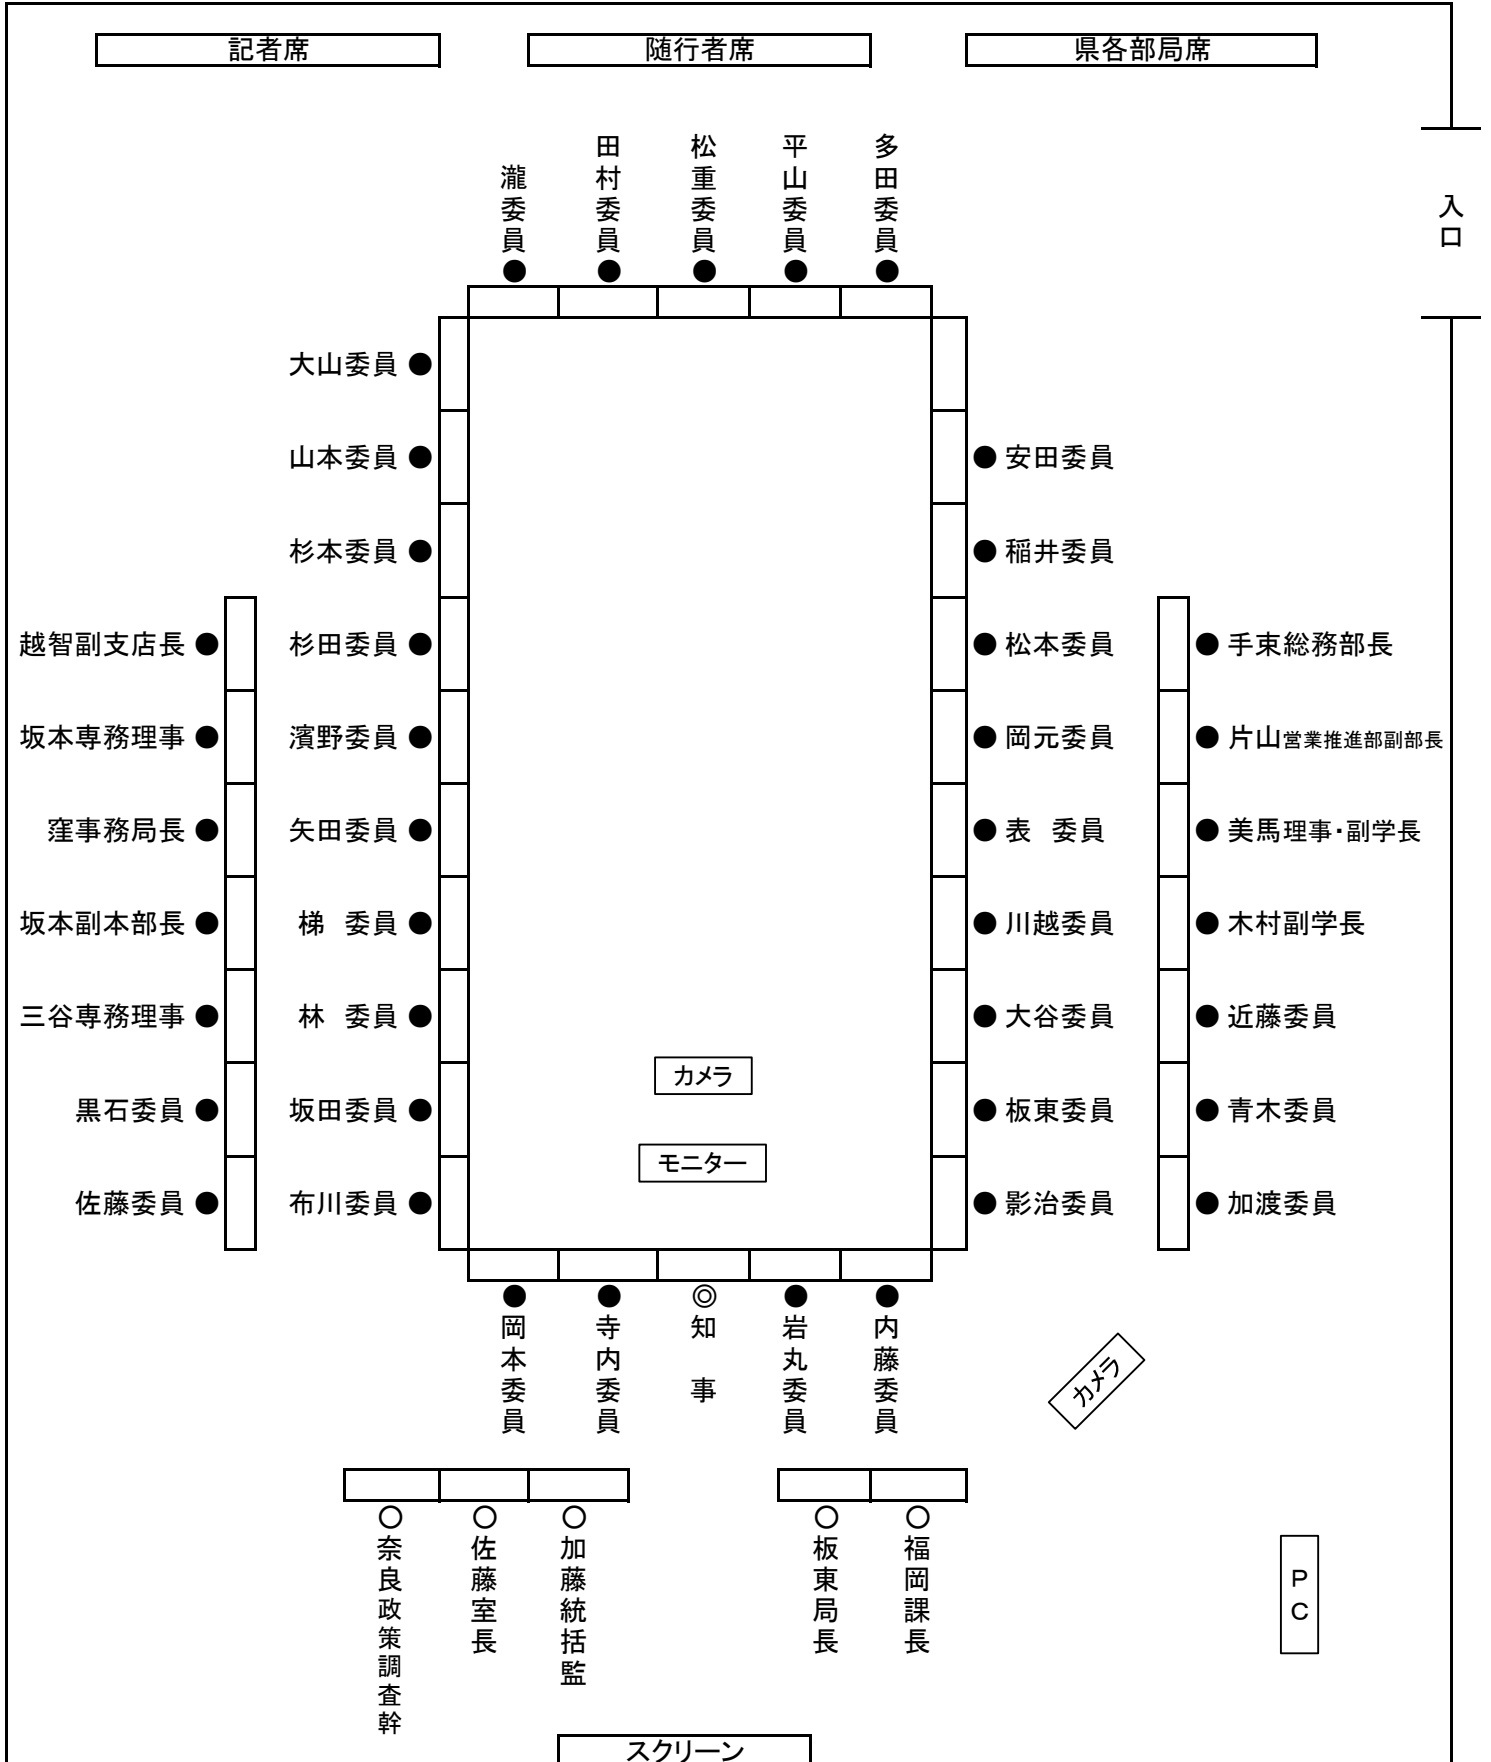 記者席
随行者席
県各部局席
入口
瀧委員
田村委員
松重委員
平山委員
多田委員
大山委員
山本委員
安田委員
杉本委員
稲井委員
越智副支店長
杉田委員
松本委員
手束総務部長
坂本専務理事
濱野委員
岡元委員
片山営業推進部副部長
窪事務局長
矢田委員
表 委員
美馬理事・副学長
坂本副本部長
梯 委員
川越委員
木村副学長
三谷専務理事
林 委員
大谷委員
近藤委員
カメラ
黒石委員
坂田委員
板東委員
青木委員
モニター
佐藤委員
布川委員
影治委員
加渡委員
岡本委員
寺内委員
知 事
岩丸委員
内藤委員
カメラ
奈良政策調査幹
佐藤室長
加藤統括監
板東局長
福岡課長
PC
スクリーン